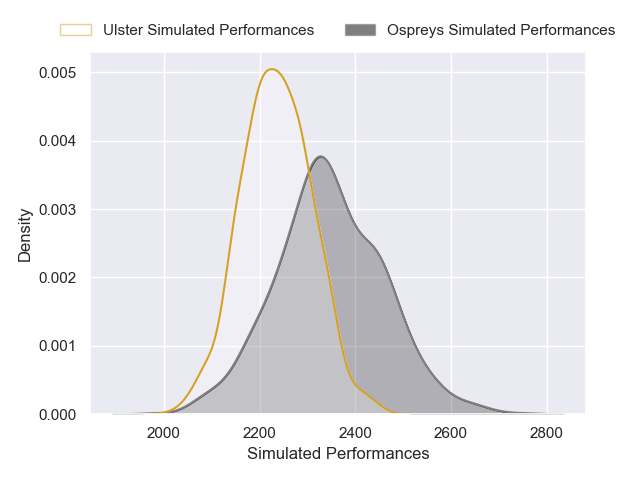 Ulster Simulated Performances Ospreys Simulated Performances
0.005
0.004
0.003
0.002
0.001
0.000
Density
2000 2200 2400 2600 2800
Simulated Performances